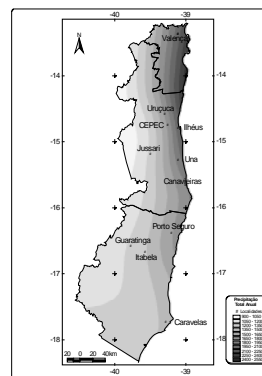 -40 -39
N
Valença
-14 -14
Uruçuca
CEPEC
Ilhéus
-15 -15
Jussari
Una
Canavieiras
-16 -16
Porto Seguro
Guaratinga
Itabela
-17 -17
Precipitação
Total Anual
# Localidades
Caravelas
-18 -18
20 0 20 40km
-40 -39